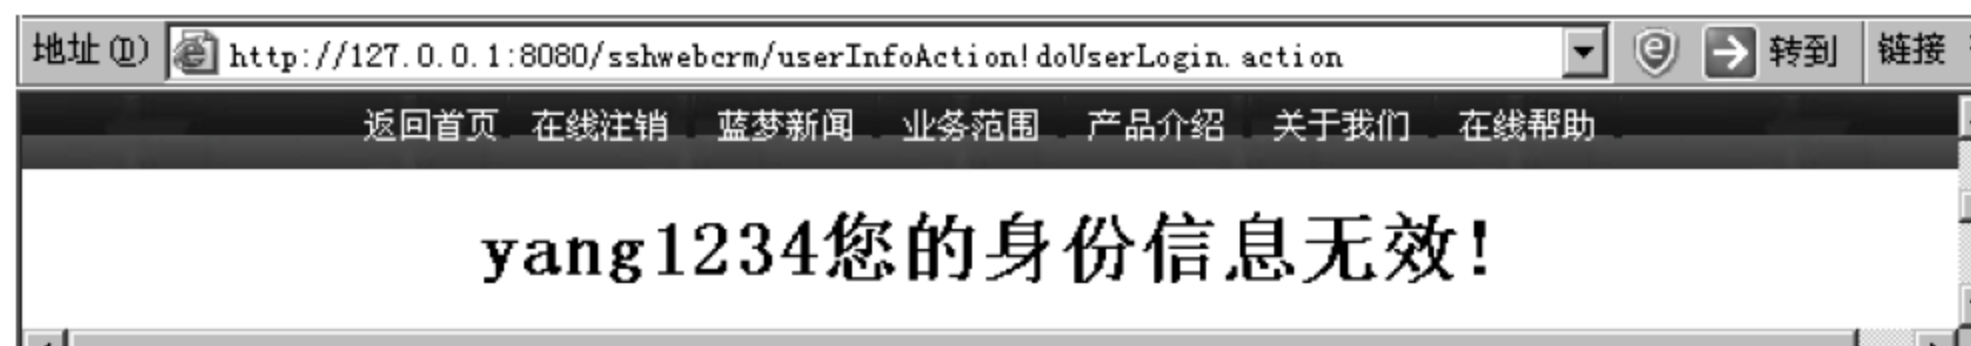 地址(D) http://127.0.0.1:8080/sshwebcrm/userInfoAction!doUserLogin.action 转到 链接
返回首页 在线注销 蓝梦新闻 业务范围 产品介绍 关于我们 在线帮助
yang1234您的身份信息无效!